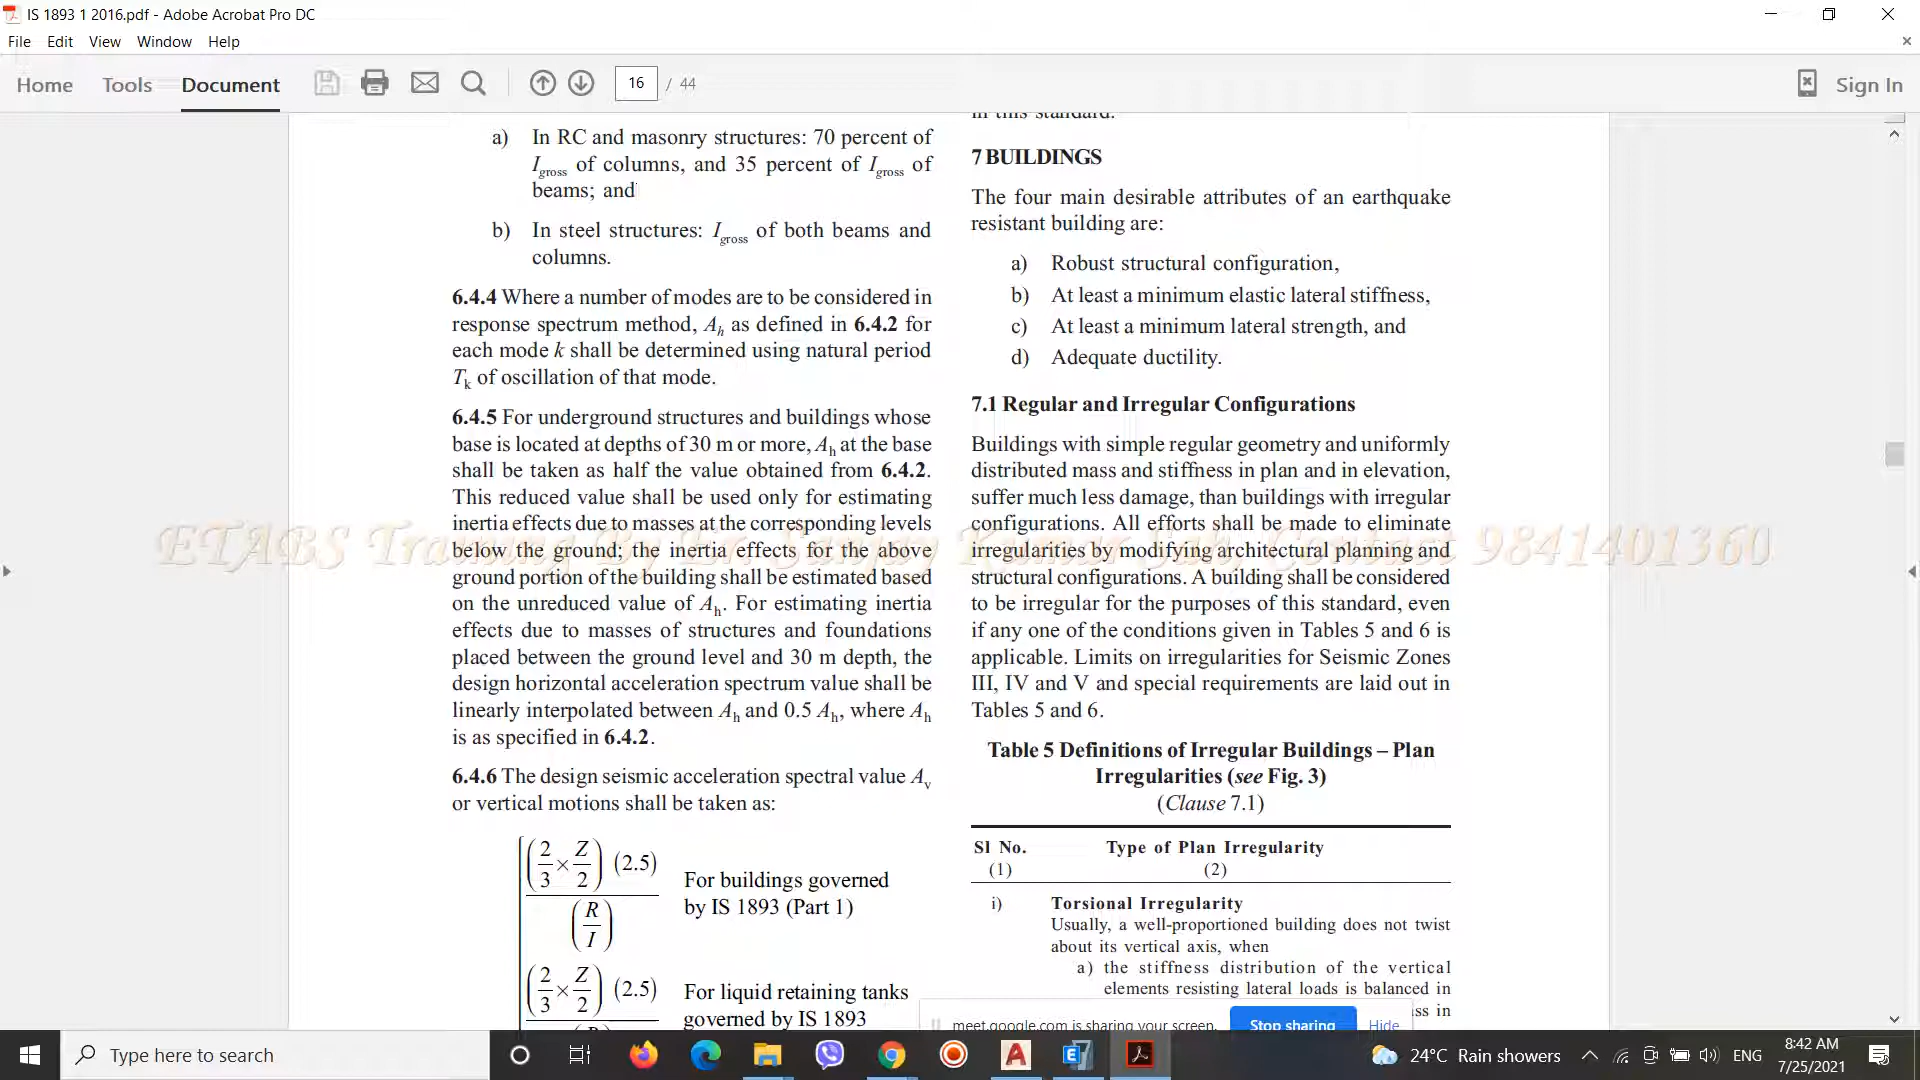 IS 1893 1 2016.pdf - Adobe Acrobat Pro DC
File Edit View Window Help
Home Tools Document 16 / 44 Sign In
a) In RC and masonry structures: 70 percent of
Igross of columns, and 35 percent of Igross of
beams; and
b) In steel structures: Igross of both beams and
columns.
6.4.4 Where a number of modes are to be considered in
response spectrum method, Ah as defined in 6.4.2 for
each mode k shall be determined using natural period
Tk of oscillation of that mode.
6.4.5 For underground structures and buildings whose
base is located at depths of 30 m or more, Ah at the base
shall be taken as half the value obtained from 6.4.2.
This reduced value shall be used only for estimating
inertia effects due to masses at the corresponding levels
below the ground; the inertia effects for the above
ground portion of the building shall be estimated based
on the unreduced value of Ah. For estimating inertia
effects due to masses of structures and foundations
placed between the ground level and 30 m depth, the
design horizontal acceleration spectrum value shall be
linearly interpolated between Ah and 0.5 Ah, where Ah
is as specified in 6.4.2.
6.4.6 The design seismic acceleration spectral value Av
or vertical motions shall be taken as:
(2/3 × Z/2) (2.5)
(R/I)
For buildings governed
by IS 1893 (Part 1)
(2/3 × Z/2) (2.5)
For liquid retaining tanks
governed by IS 1893
in this standard.
7 BUILDINGS
The four main desirable attributes of an earthquake
resistant building are:
a) Robust structural configuration,
b) At least a minimum elastic lateral stiffness,
c) At least a minimum lateral strength, and
d) Adequate ductility.
7.1 Regular and Irregular Configurations
Buildings with simple regular geometry and uniformly
distributed mass and stiffness in plan and in elevation,
suffer much less damage, than buildings with irregular
configurations. All efforts shall be made to eliminate
irregularities by modifying architectural planning and
structural configurations. A building shall be considered
to be irregular for the purposes of this standard, even
if any one of the conditions given in Tables 5 and 6 is
applicable. Limits on irregularities for Seismic Zones
III, IV and V and special requirements are laid out in
Tables 5 and 6.
Table 5 Definitions of Irregular Buildings – Plan
Irregularities (see Fig. 3)
(Clause 7.1)
Sl No. Type of Plan Irregularity
(1) (2)
i) Torsional Irregularity
Usually, a well-proportioned building does not twist
about its vertical axis, when
a) the stiffness distribution of the vertical
elements resisting lateral loads is balanced in
ss in
ETABS Training By Er. Sanjay Kumar Sah, Contact 9841401360
meet.google.com is sharing your screen. Stop sharing Hide
Type here to search
24°C Rain showers ENG
8:42 AM
7/25/2021